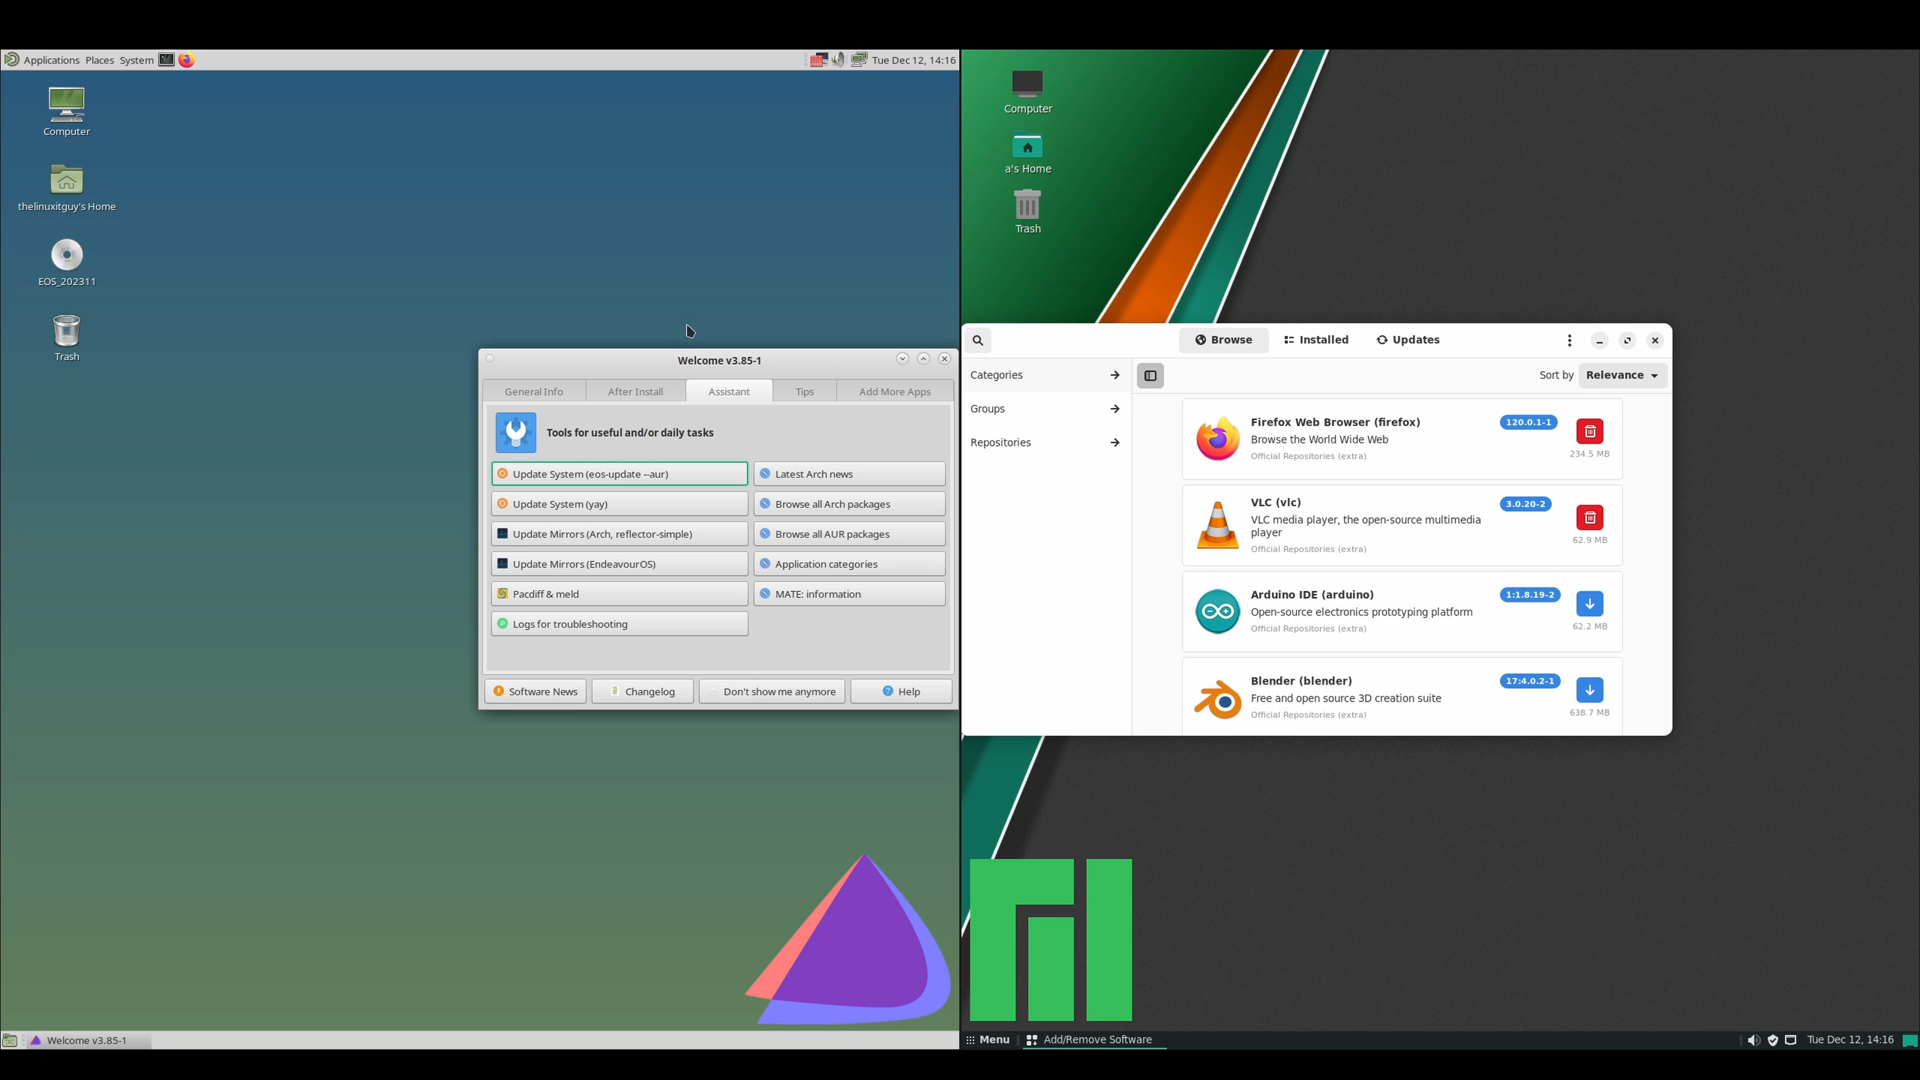 Applications Places System
Tue Dec 12, 14:16
Computer
thelinuxitguy's Home
EOS_202311
Trash
Welcome v3.85-1
General Info
After Install
Assistant
Tips
Add More Apps
Tools for useful and/or daily tasks
Update System (eos-update --aur)
Latest Arch news
Update System (yay)
Browse all Arch packages
Update Mirrors (Arch, reflector-simple)
Browse all AUR packages
Update Mirrors (EndeavourOS)
Application categories
Pacdiff & meld
MATE: information
Logs for troubleshooting
Software News
Changelog
Don't show me anymore
Help
Welcome v3.85-1
Computer
a's Home
Trash
Browse
Installed
Updates
Categories
Groups
Repositories
Sort by Relevance
Firefox Web Browser (firefox)
Browse the World Wide Web
Official Repositories (extra)
120.0.1-1
234.5 MB
VLC (vlc)
VLC media player, the open-source multimedia
player
Official Repositories (extra)
3.0.20-2
62.9 MB
Arduino IDE (arduino)
Open-source electronics prototyping platform
Official Repositories (extra)
1:1.8.19-2
62.2 MB
Blender (blender)
Free and open source 3D creation suite
Official Repositories (extra)
17:4.0.2-1
638.7 MB
Menu
Add/Remove Software
Tue Dec 12, 14:16